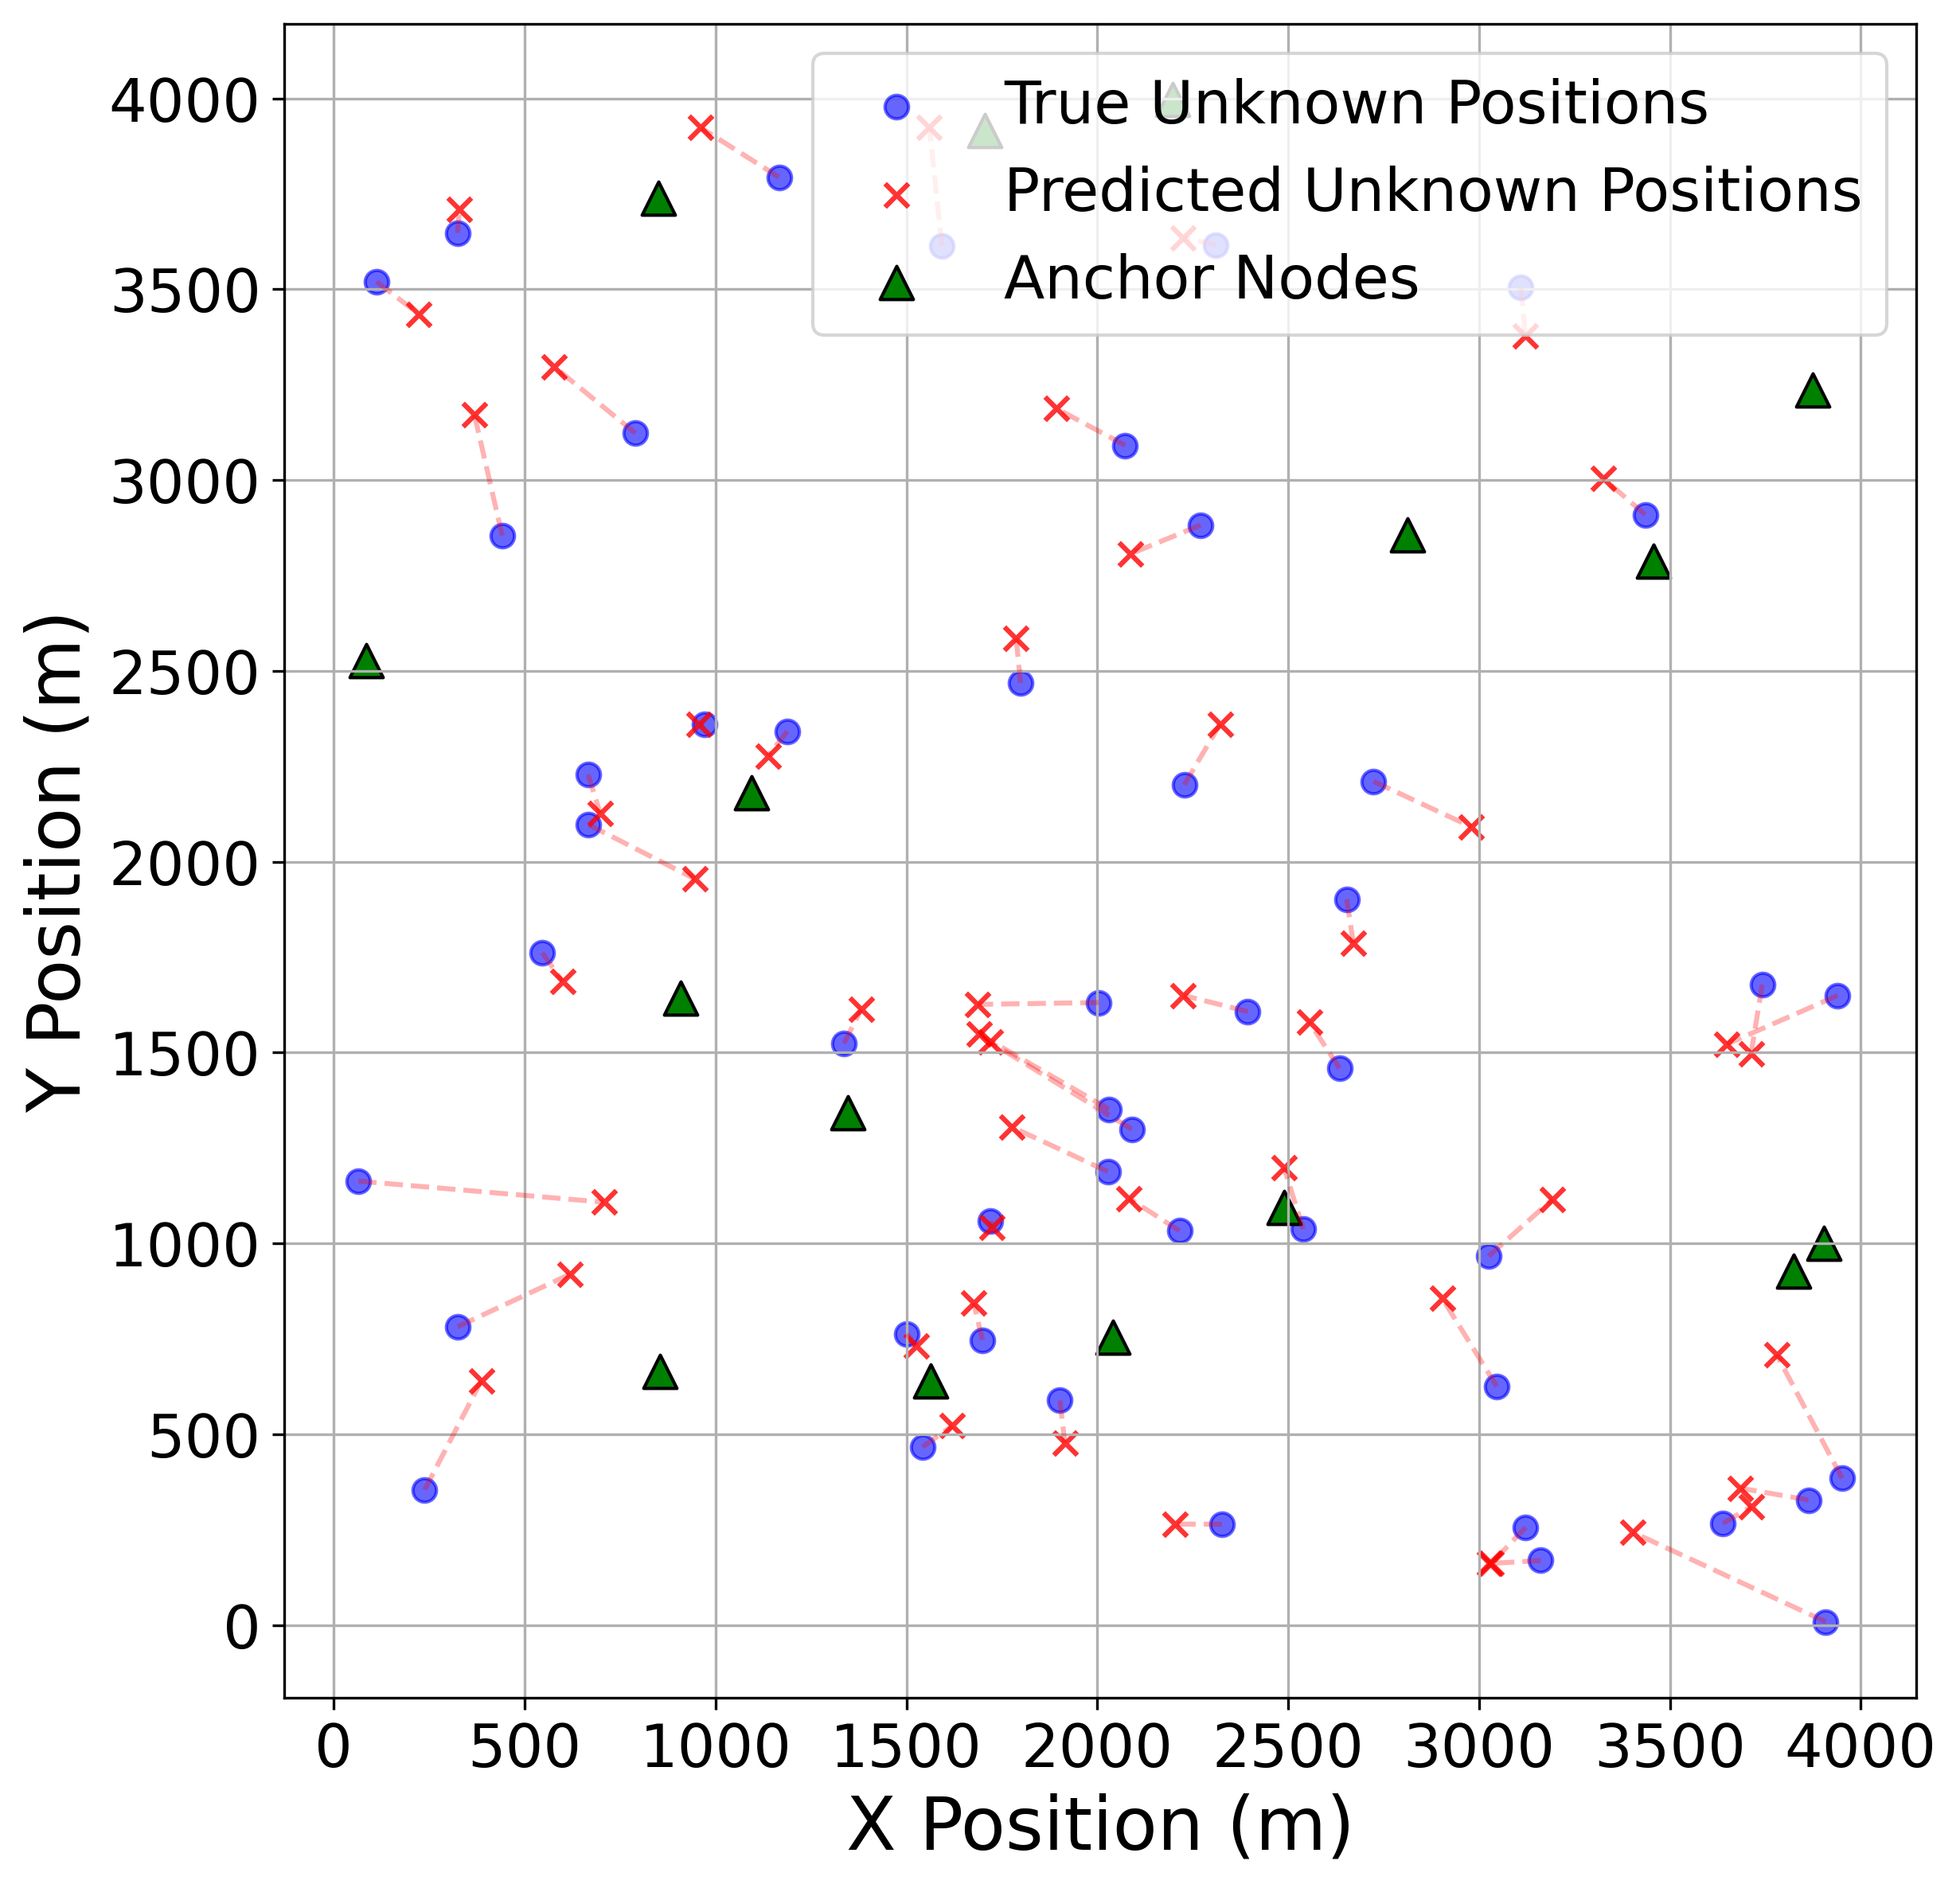 True Unknown Positions
Predicted Unknown Positions
Anchor Nodes
4000
3500
3000
2500
2000
1500
1000
500
0
Y Position (m)
0 500 1000 1500 2000 2500 3000 3500 4000
X Position (m)